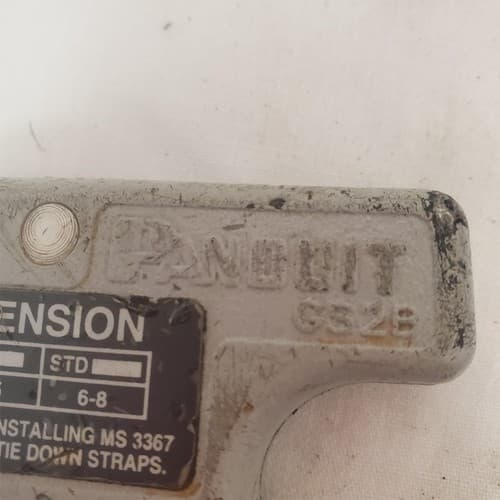 PANDUIT
GS2B
ENSION
STD
6-8
NSTALLING MS 3367
TIE DOWN STRAPS.